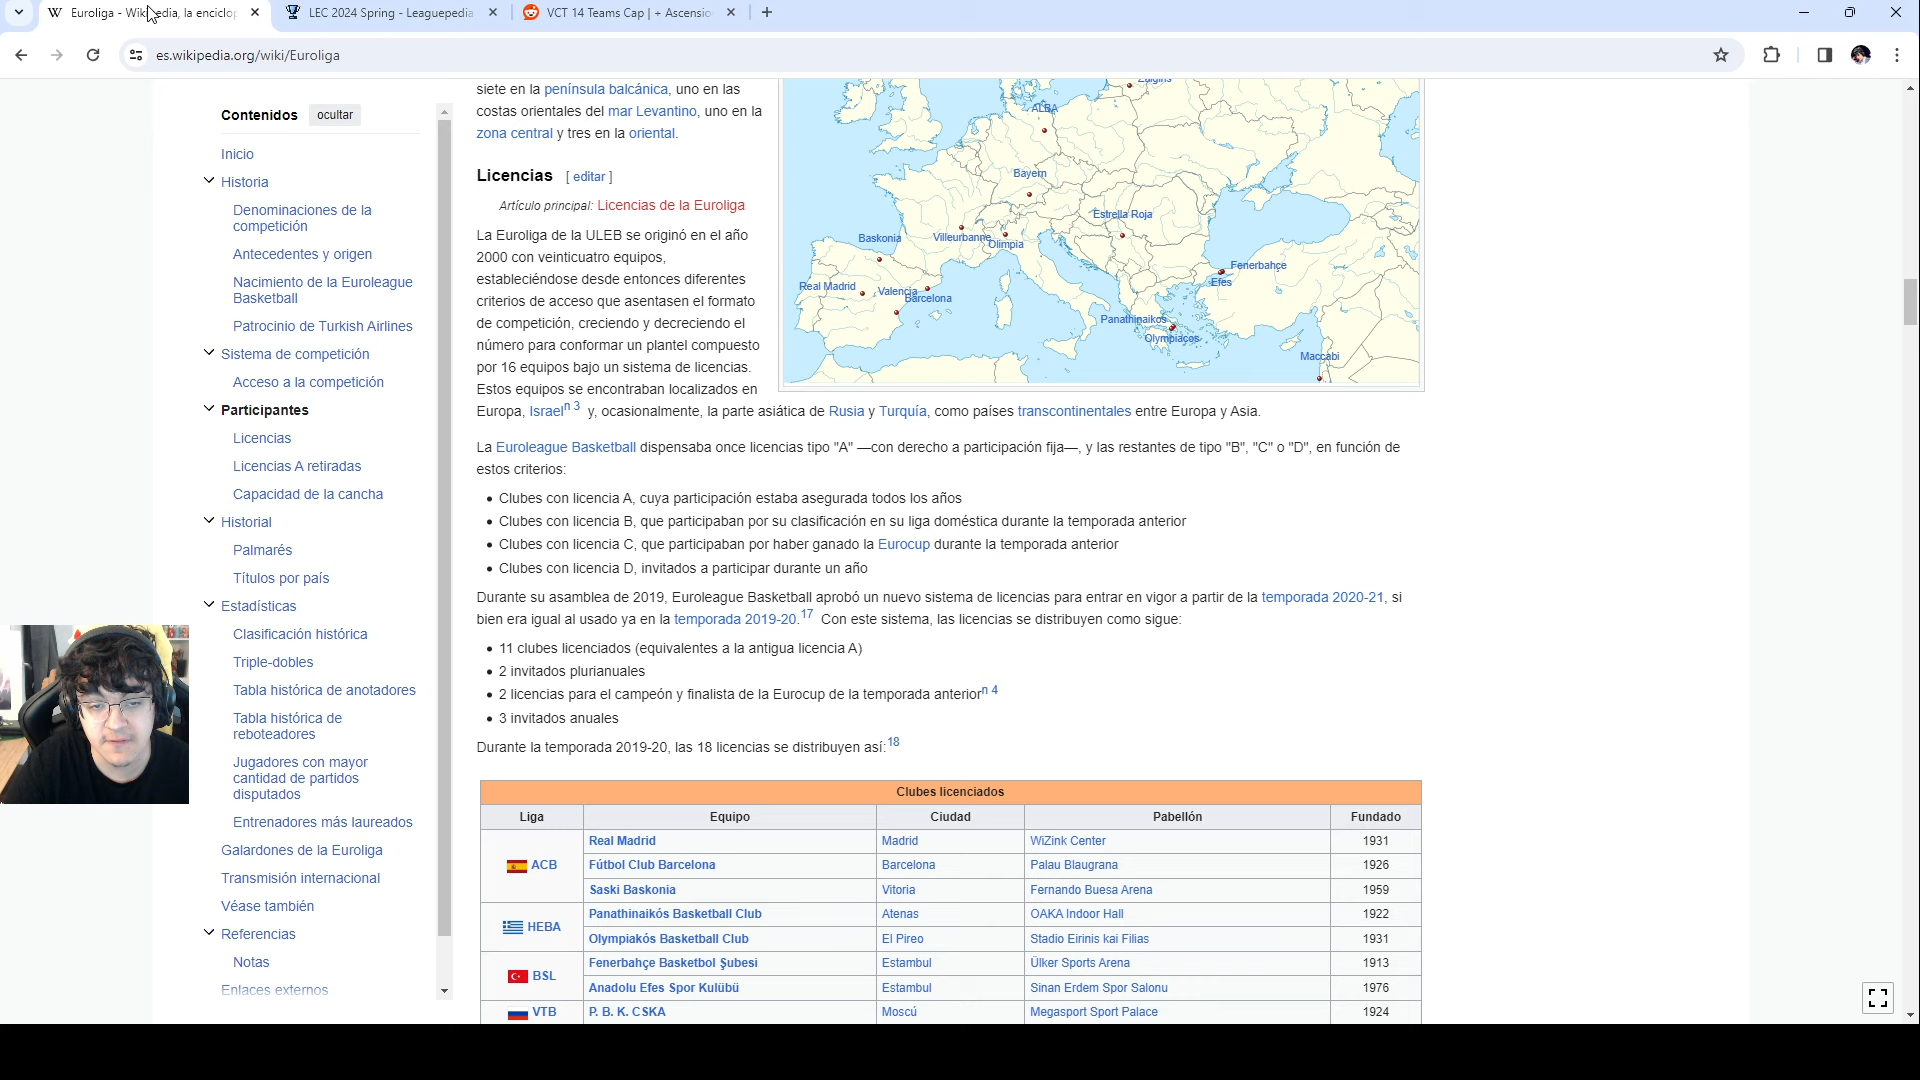 Euroliga - Wikipedia, la enciclop
LEC 2024 Spring - Leaguepedia
VCT 14 Teams Cap | + Ascensio
es.wikipedia.org/wiki/Euroliga
Contenidos
ocultar
Inicio
Historia
Denominaciones de la
competición
Antecedentes y origen
Nacimiento de la Euroleague
Basketball
Patrocinio de Turkish Airlines
Sistema de competición
Acceso a la competición
Participantes
Licencias
Licencias A retiradas
Capacidad de la cancha
Historial
Palmarés
Títulos por país
Estadísticas
Clasificación histórica
Triple-dobles
Tabla histórica de anotadores
Tabla histórica de
reboteadores
Jugadores con mayor
cantidad de partidos
disputados
Entrenadores más laureados
Galardones de la Euroliga
Transmisión internacional
Véase también
Referencias
Notas
Enlaces externos
siete en la península balcánica, uno en las
costas orientales del mar Levantino, uno en la
zona central y tres en la oriental.
Licencias [ editar ]
Artículo principal: Licencias de la Euroliga
La Euroliga de la ULEB se originó en el año
2000 con veinticuatro equipos,
estableciéndose desde entonces diferentes
criterios de acceso que asentasen el formato
de competición, creciendo y decreciendo el
número para conformar un plantel compuesto
por 16 equipos bajo un sistema de licencias.
Estos equipos se encontraban localizados en
Europa, Israel n 3 y, ocasionalmente, la parte asiática de Rusia y Turquía, como países transcontinentales entre Europa y Asia.
Zalgiris
ALBA
Bayern
Estrella Roja
Baskonia
Villeurbanne
Olimpia
Fenerbahçe
Efes
Real Madrid
Valencia
Barcelona
Panathinaikos
Olympiacos
Maccabi
La Euroleague Basketball dispensaba once licencias tipo "A" —con derecho a participación fija—, y las restantes de tipo "B", "C" o "D", en función de
estos criterios:
• Clubes con licencia A, cuya participación estaba asegurada todos los años
• Clubes con licencia B, que participaban por su clasificación en su liga doméstica durante la temporada anterior
• Clubes con licencia C, que participaban por haber ganado la Eurocup durante la temporada anterior
• Clubes con licencia D, invitados a participar durante un año
Durante su asamblea de 2019, Euroleague Basketball aprobó un nuevo sistema de licencias para entrar en vigor a partir de la temporada 2020-21, si
bien era igual al usado ya en la temporada 2019-20.17 Con este sistema, las licencias se distribuyen como sigue:
• 11 clubes licenciados (equivalentes a la antigua licencia A)
• 2 invitados plurianuales
• 2 licencias para el campeón y finalista de la Eurocup de la temporada anterior n 4
• 3 invitados anuales
Durante la temporada 2019-20, las 18 licencias se distribuyen así:18
Clubes licenciados
Liga Equipo Ciudad Pabellón Fundado
ACB
Real Madrid Madrid WiZink Center 1931
Fútbol Club Barcelona Barcelona Palau Blaugrana 1926
Saski Baskonia Vitoria Fernando Buesa Arena 1959
HEBA
Panathinaikós Basketball Club Atenas OAKA Indoor Hall 1922
Olympiakós Basketball Club El Pireo Stadio Eirinis kai Filias 1931
BSL
Fenerbahçe Basketbol Şubesi Estambul Ülker Sports Arena 1913
Anadolu Efes Spor Kulübü Estambul Sinan Erdem Spor Salonu 1976
VTB P. B. K. CSKA Moscú Megasport Sport Palace 1924